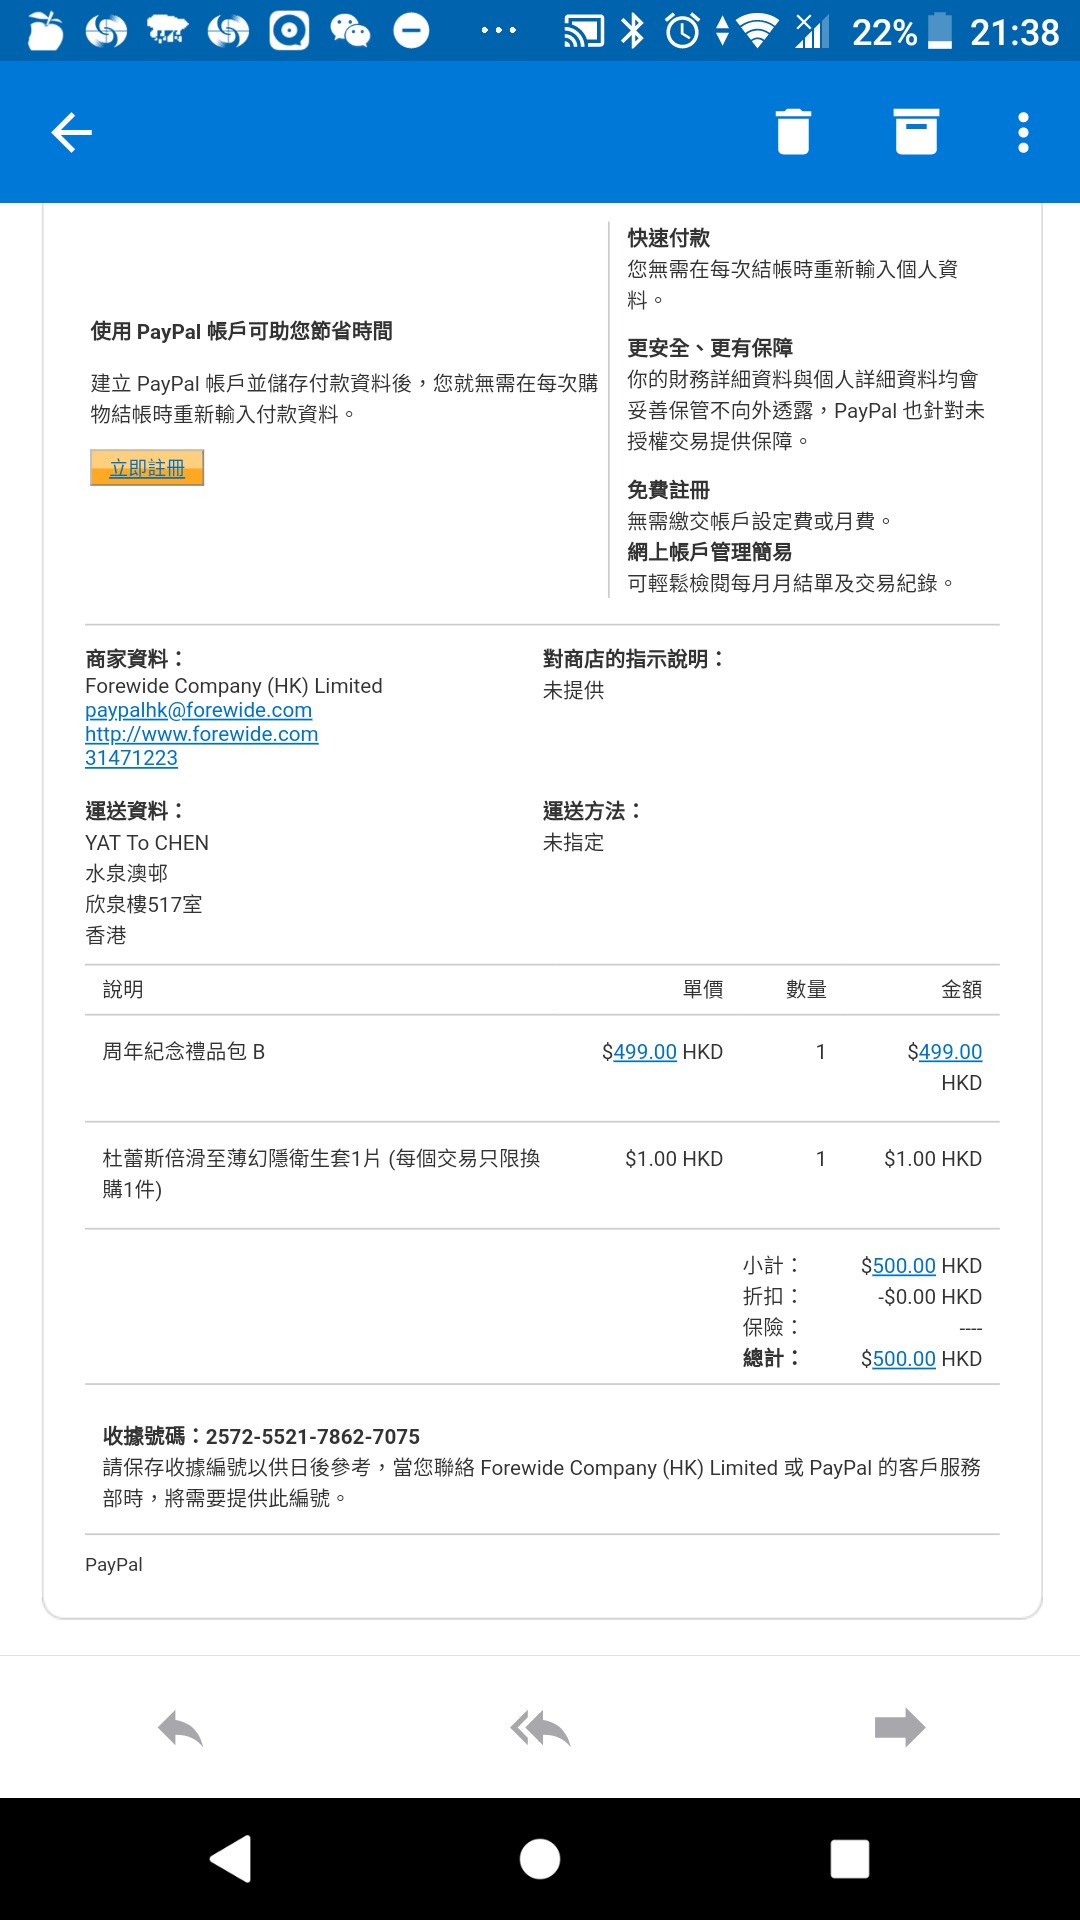 22% 21:38
使用 PayPal 帳戶可助您節省時間
建立 PayPal 帳戶並儲存付款資料後，您就無需在每次購
物結帳時重新輸入付款資料。
立即註冊
快速付款
您無需在每次結帳時重新輸入個人資
料。
更安全、更有保障
你的財務詳細資料與個人詳細資料均會
妥善保管不向外透露，PayPal 也針對未
授權交易提供保障。
免費註冊
無需繳交帳戶設定費或月費。
網上帳戶管理簡易
可輕鬆檢閱每月月結單及交易紀錄。
商家資料：
Forewide Company (HK) Limited
paypalhk@forewide.com
http://www.forewide.com
31471223
對商店的指示說明：
未提供
運送資料：
YAT To CHEN
水泉澳邨
欣泉樓517室
香港
運送方法：
未指定
說明 單價 數量 金額
周年紀念禮品包 B $499.00 HKD 1 $499.00
HKD
杜蕾斯倍滑至薄幻隱衛生套1片 (每個交易只限換 $1.00 HKD 1 $1.00 HKD
購1件)
小計： $500.00 HKD
折扣： -$0.00 HKD
保險： ----
總計： $500.00 HKD
收據號碼：2572-5521-7862-7075
請保存收據編號以供日後參考，當您聯絡 Forewide Company (HK) Limited 或 PayPal 的客戶服務
部時，將需要提供此編號。
PayPal